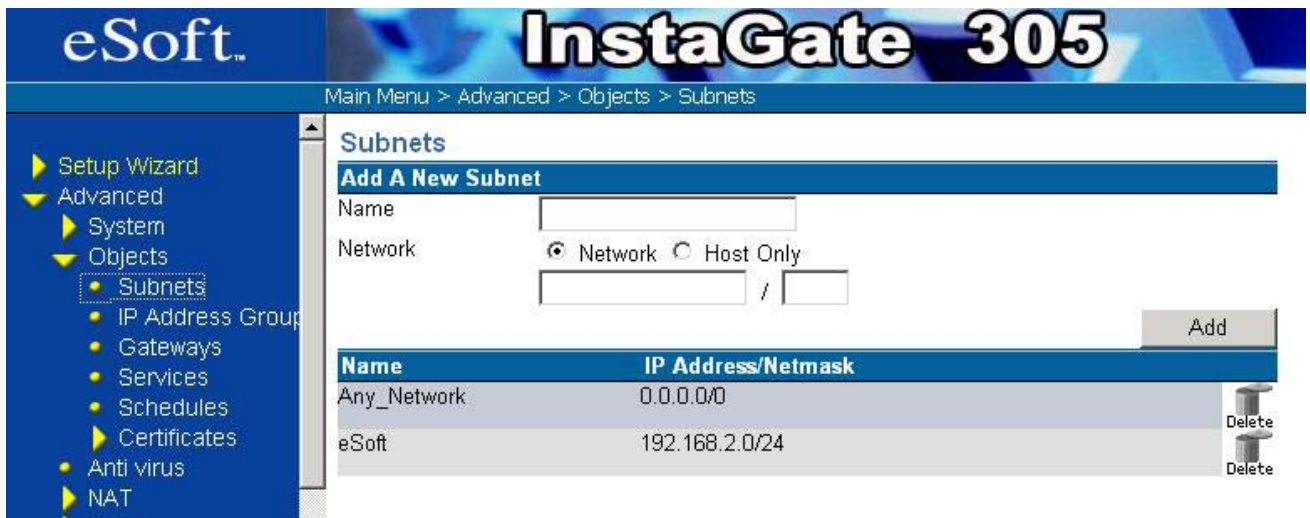 eSoft™
InstaGate 305
Main Menu > Advanced > Objects > Subnets
Setup Wizard
Advanced
System
Objects
Subnets
IP Address Group
Gateways
Services
Schedules
Certificates
Anti virus
NAT
Subnets
Add A New Subnet
Name
Network
Network Host Only
/
Add
Name IP Address/Netmask
Any_Network 0.0.0.0/0
Delete
eSoft 192.168.2.0/24
Delete